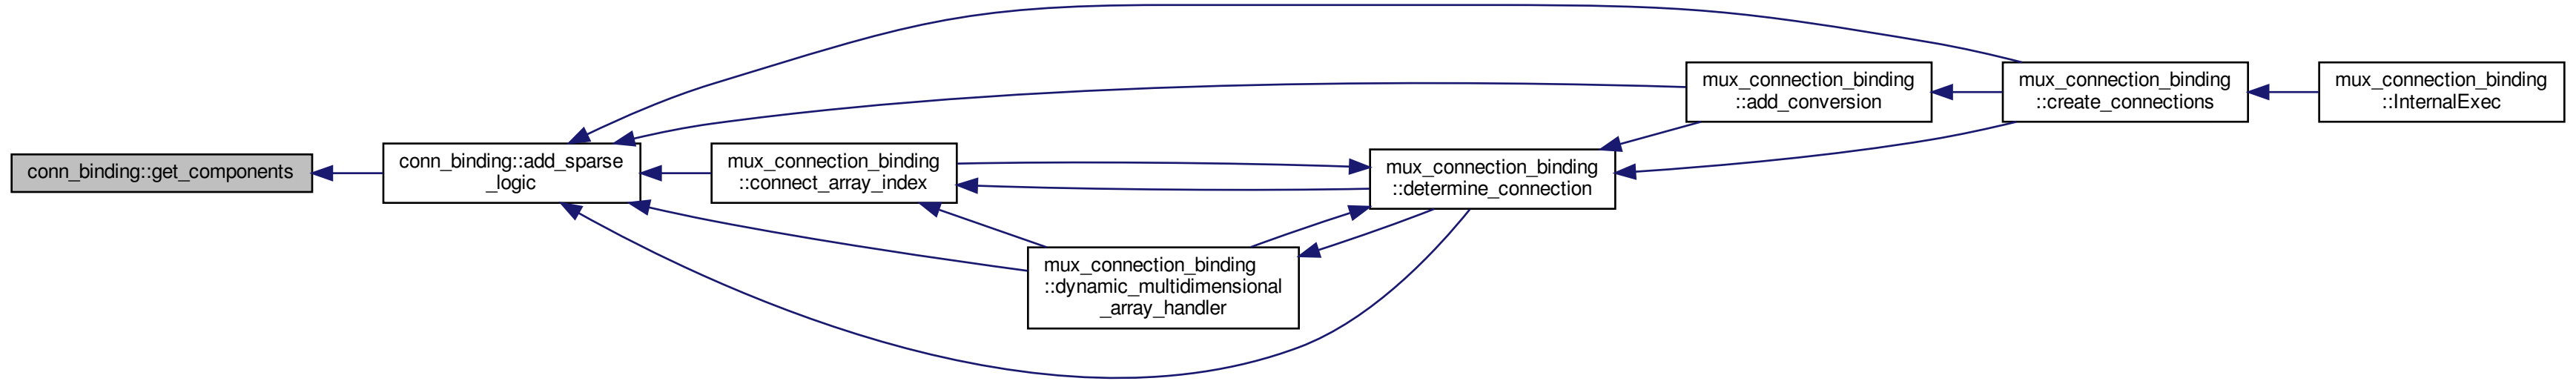 conn_binding::get_components
conn_binding::add_sparse
_logic
mux_connection_binding
::connect_array_index
mux_connection_binding
::dynamic_multidimensional
_array_handler
mux_connection_binding
::determine_connection
mux_connection_binding
::add_conversion
mux_connection_binding
::create_connections
mux_connection_binding
::InternalExec